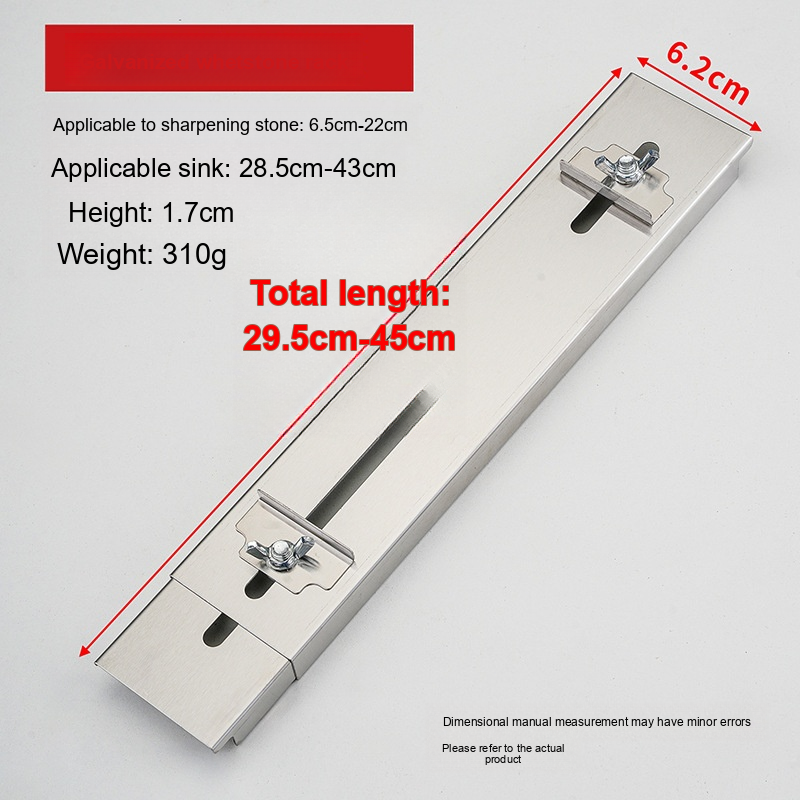 6.2cm
Applicable to sharpening stone: 6.5cm-22cm
Applicable sink: 28.5cm-43cm
Height: 1.7cm
Weight: 310g
Total length:
29.5cm-45cm
Dimensional manual measurement may have minor errors
Please refer to the actual
product